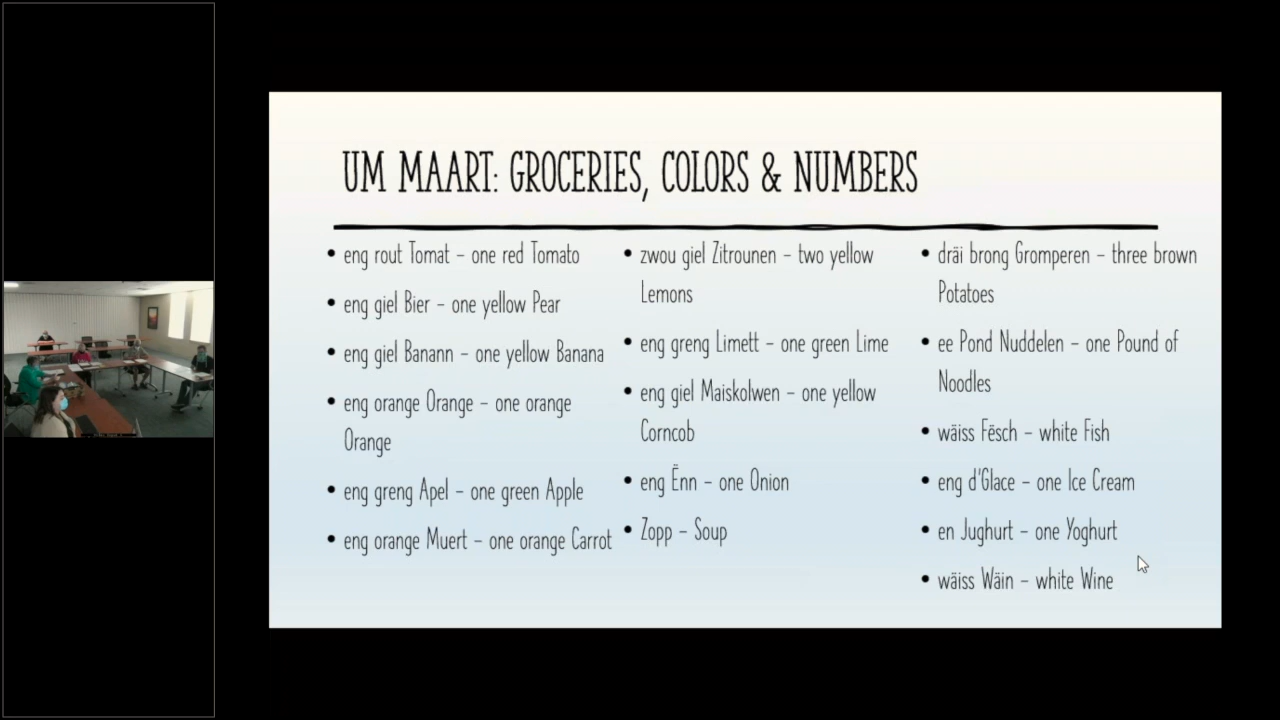 UM MAART: GROCERIES, COLORS & NUMBERS
• eng rout Tomat – one red Tomato
• eng giel Bier – one yellow Pear
• eng giel Banann – one yellow Banana
• eng orange Orange – one orange
Orange
• eng greng Apel – one green Apple
• eng orange Muert – one orange Carrot
• zwou giel Zitrounen – two yellow
Lemons
• eng greng Limett – one green Lime
• eng giel Maiskolwen – one yellow
Corncob
• eng Ënn – one Onion
• Zopp – Soup
• dräi brong Gromperen – three brown
Potatoes
• ee Pond Nuddelen – one Pound of
Noodles
• wäiss Fësch – white Fish
• eng d'Glace – one Ice Cream
• en Jughurt – one Yoghurt
• wäiss Wäin – white Wine